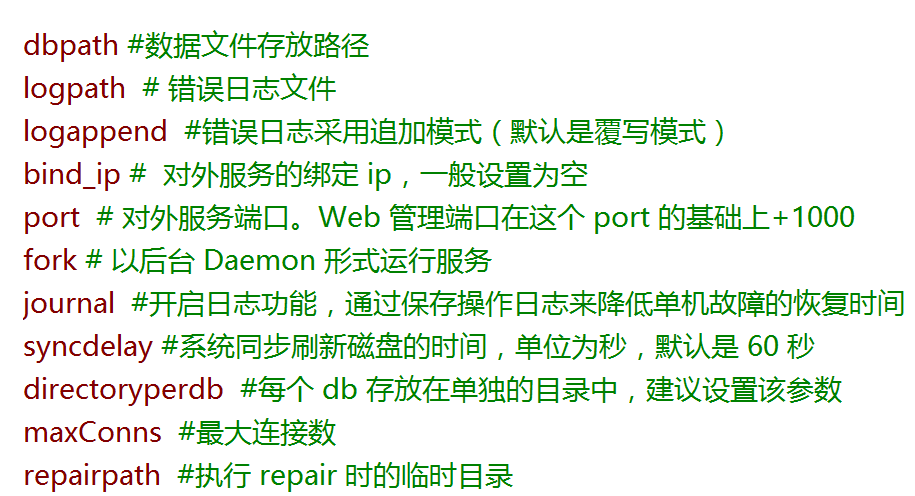 dbpath #数据文件存放路径
logpath # 错误日志文件
logappend #错误日志采用追加模式（默认是覆写模式）
bind_ip # 对外服务的绑定 ip，一般设置为空
port # 对外服务端口。Web 管理端口在这个 port 的基础上+1000
fork # 以后台 Daemon 形式运行服务
journal #开启日志功能，通过保存操作日志来降低单机故障的恢复时间
syncdelay #系统同步刷新磁盘的时间，单位为秒，默认是 60 秒
directoryperdb #每个 db 存放在单独的目录中，建议设置该参数
maxConns #最大连接数
repairpath #执行 repair 时的临时目录